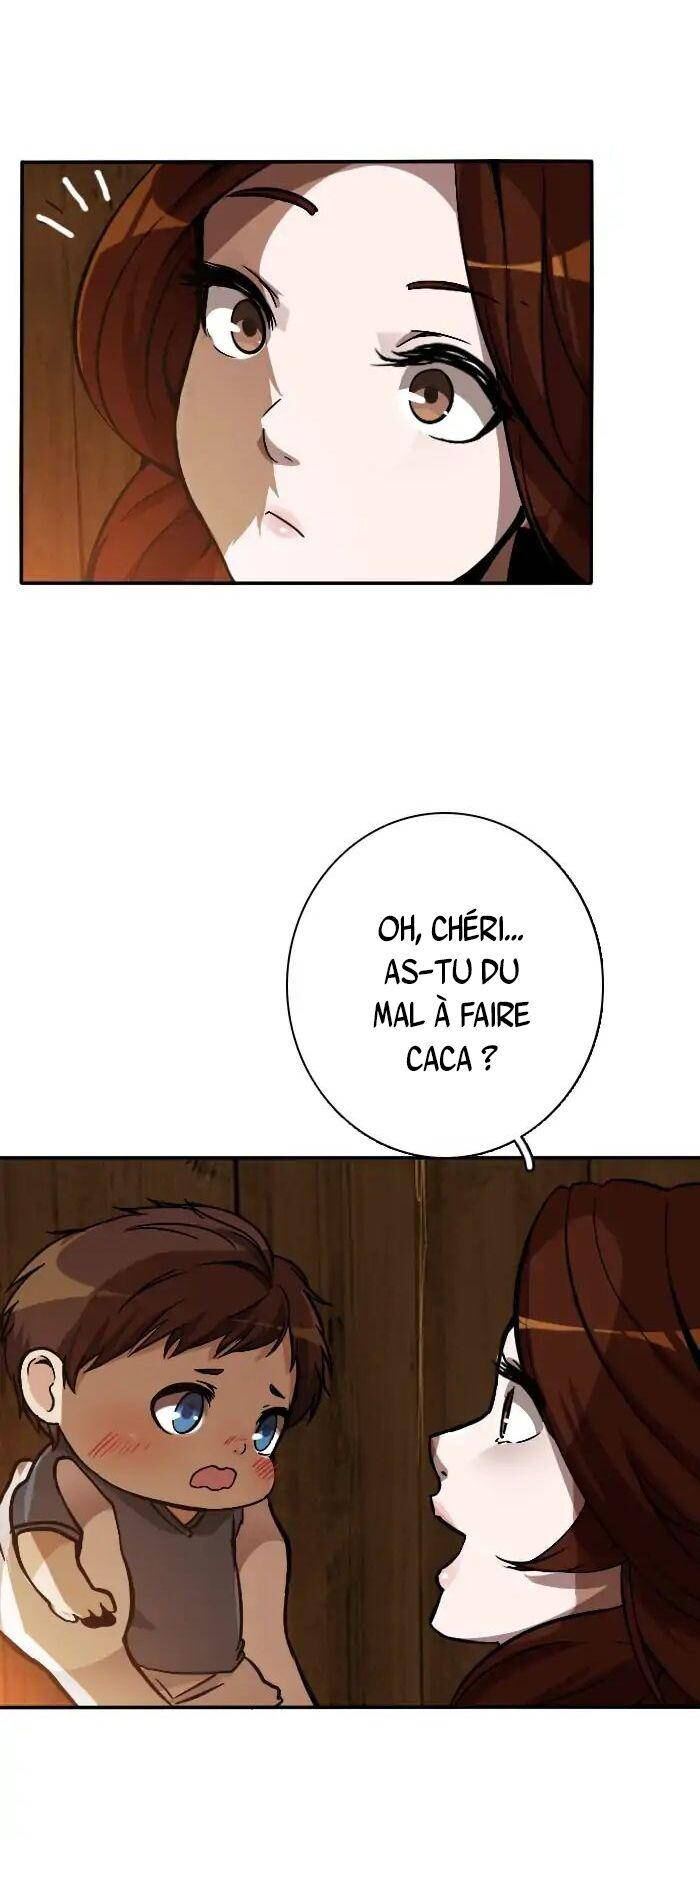 OH, CHÉRI...
AS-TU DU
MAL À FAIRE
CACA ?